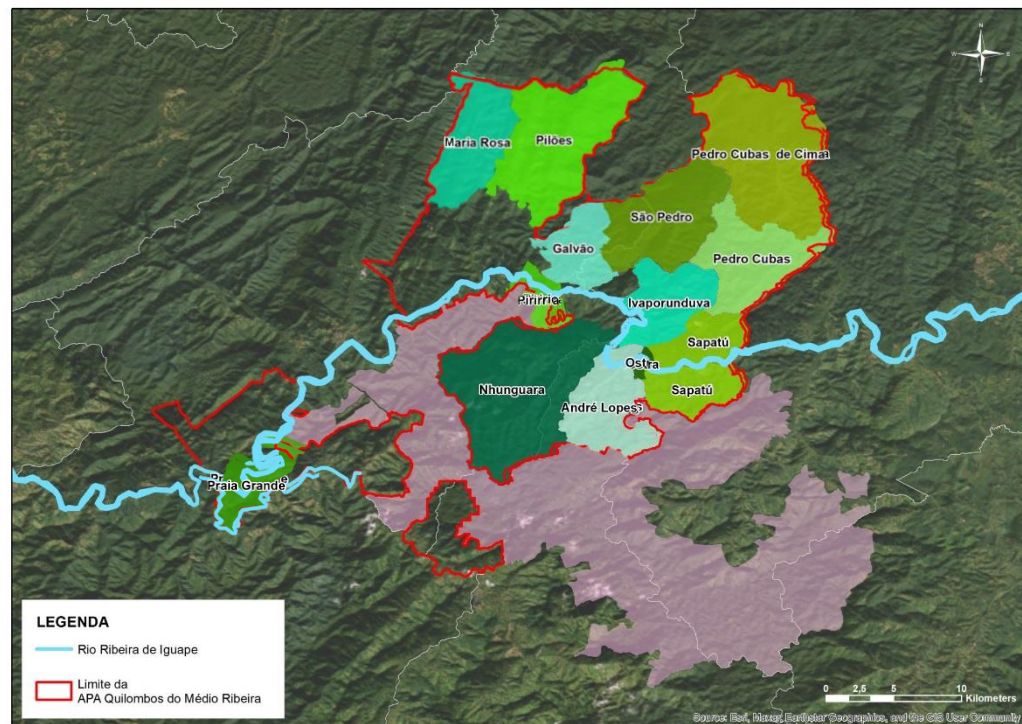 N
W
E
S
Maria Rosa
Pilões
Pedro Cubas de Cima
São Pedro
Galvão
Pedro Cubas
Ivaporunduva
Sapatú
Ostra
Nhunguara
Sapatú
André Lopes
Praia Grande
LEGENDA
Rio Ribeira de Iguape
Limite da
APA Quilombos do Médio Ribeira
0 2,5 5 10
Kilometers
Source: Esri, Maxar, Earthstar Geographics, and the GIS User Community